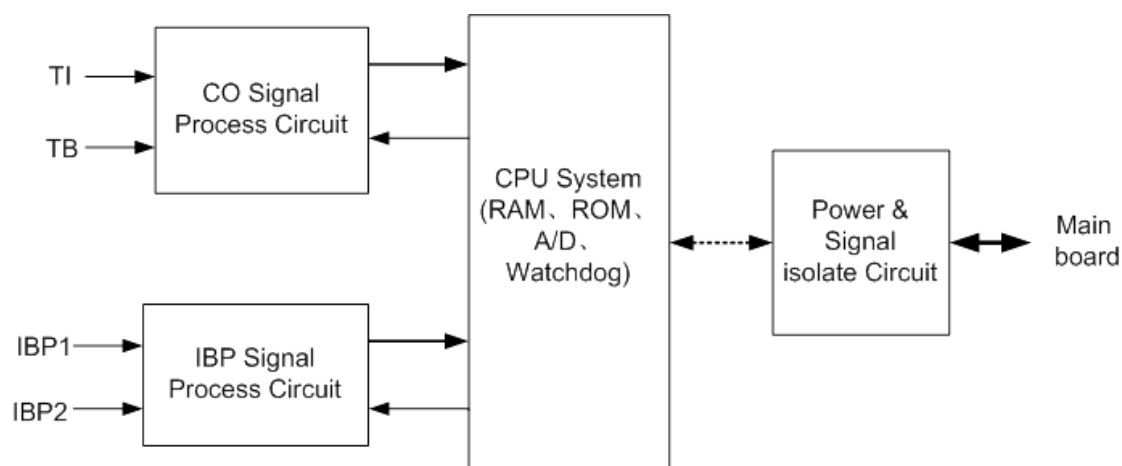 TI
TB
CO Signal
Process Circuit
IBP1
IBP2
IBP Signal
Process Circuit
CPU System
(RAM、ROM、
A/D、
Watchdog)
Power &
Signal
isolate Circuit
Main
board